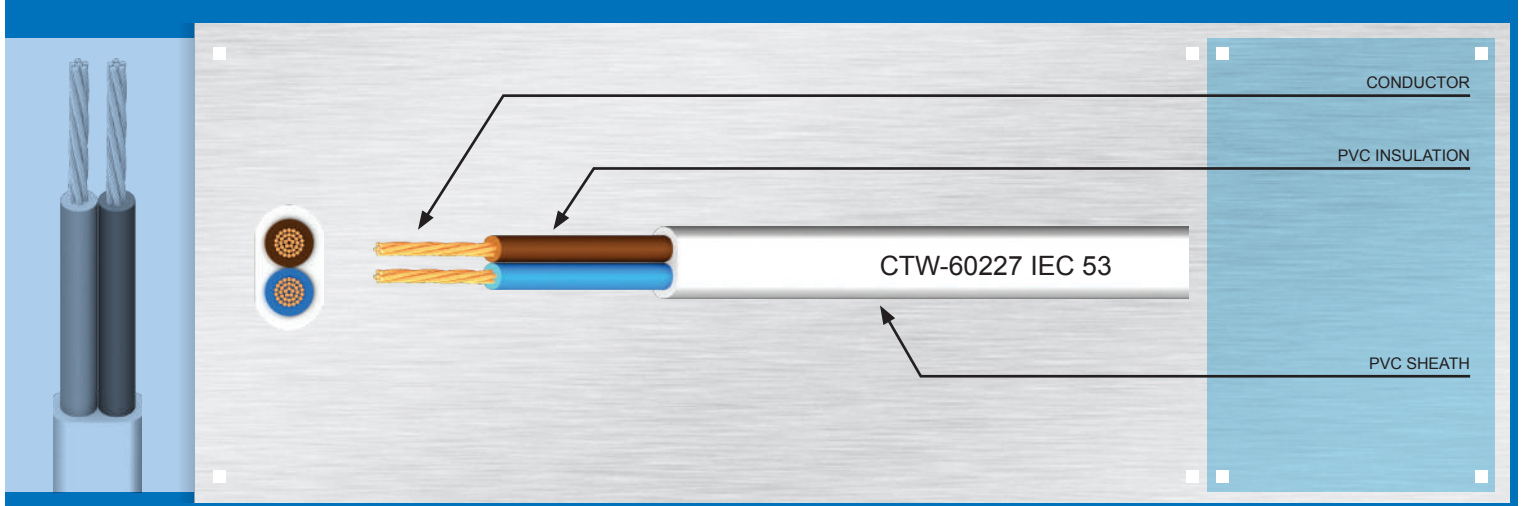 CONDUCTOR
PVC INSULATION
CTW-60227 IEC 53
PVC SHEATH